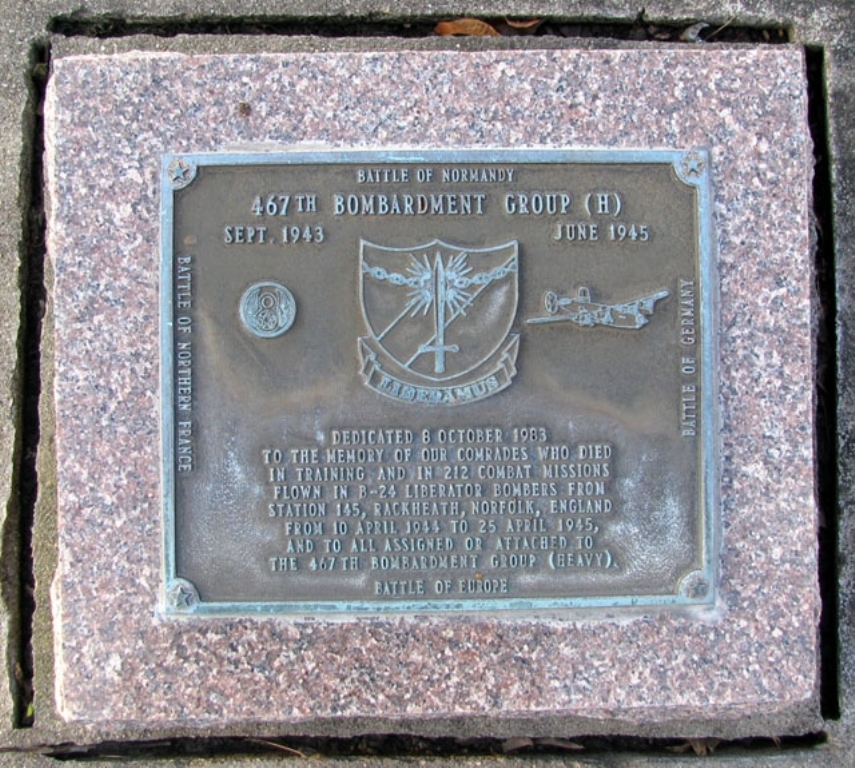 BATTLE OF NORMANDY
467TH BOMBARDMENT GROUP (H)
SEPT. 1943 JUNE 1945
BATTLE OF NORTHERN FRANCE
BATTLE OF GERMANY
8
LIBERAMUS
DEDICATED 8 OCTOBER 1983
TO THE MEMORY OF OUR COMRADES WHO DIED
IN TRAINING AND IN 212 COMBAT MISSIONS
FLOWN IN B-24 LIBERATOR BOMBERS FROM
STATION 145, RACKHEATH, NORFOLK, ENGLAND
FROM 10 APRIL 1944 TO 25 APRIL 1945,
AND TO ALL ASSIGNED OR ATTACHED TO
THE 467TH BOMBARDMENT GROUP (HEAVY).
BATTLE OF EUROPE